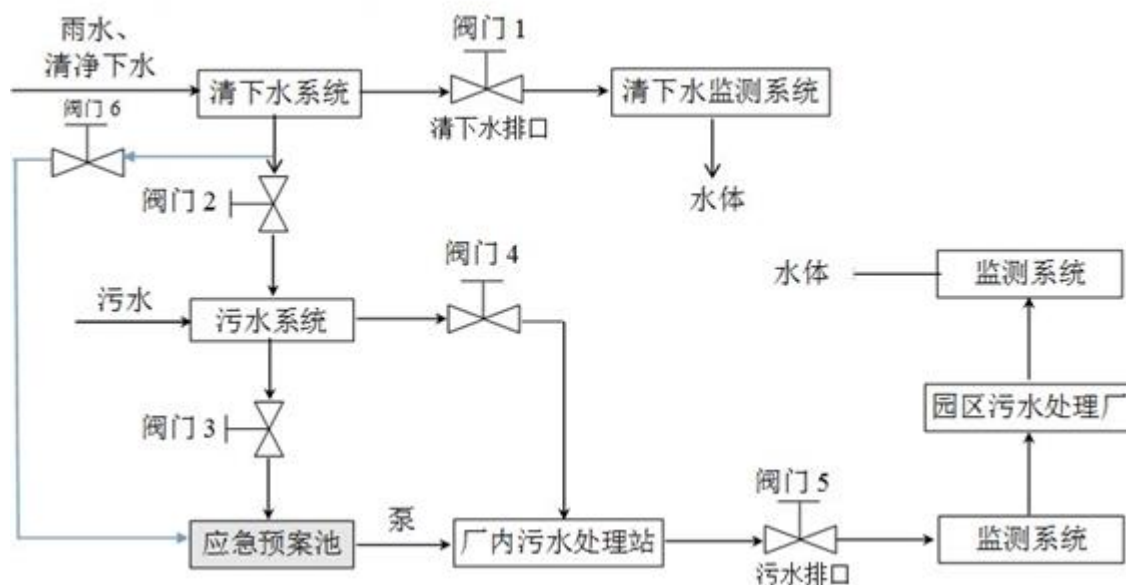 雨水、
清净下水
阀门 1
清下水系统
清下水监测系统
阀门 6
清下水排口
阀门 2
水体
阀门 4
水体
监测系统
污水
污水系统
园区污水处理厂
阀门 3
阀门 5
泵
应急预案池
厂内污水处理站
监测系统
污水排口